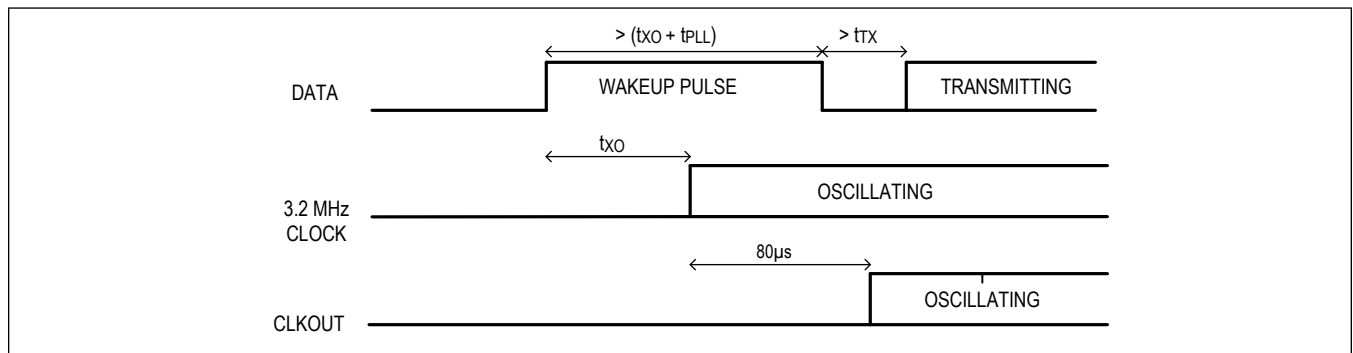 > (tXO + tPLL)
> tTX
DATA
WAKEUP PULSE
TRANSMITTING
tXO
3.2 MHz
CLOCK
OSCILLATING
80µs
CLKOUT
OSCILLATING